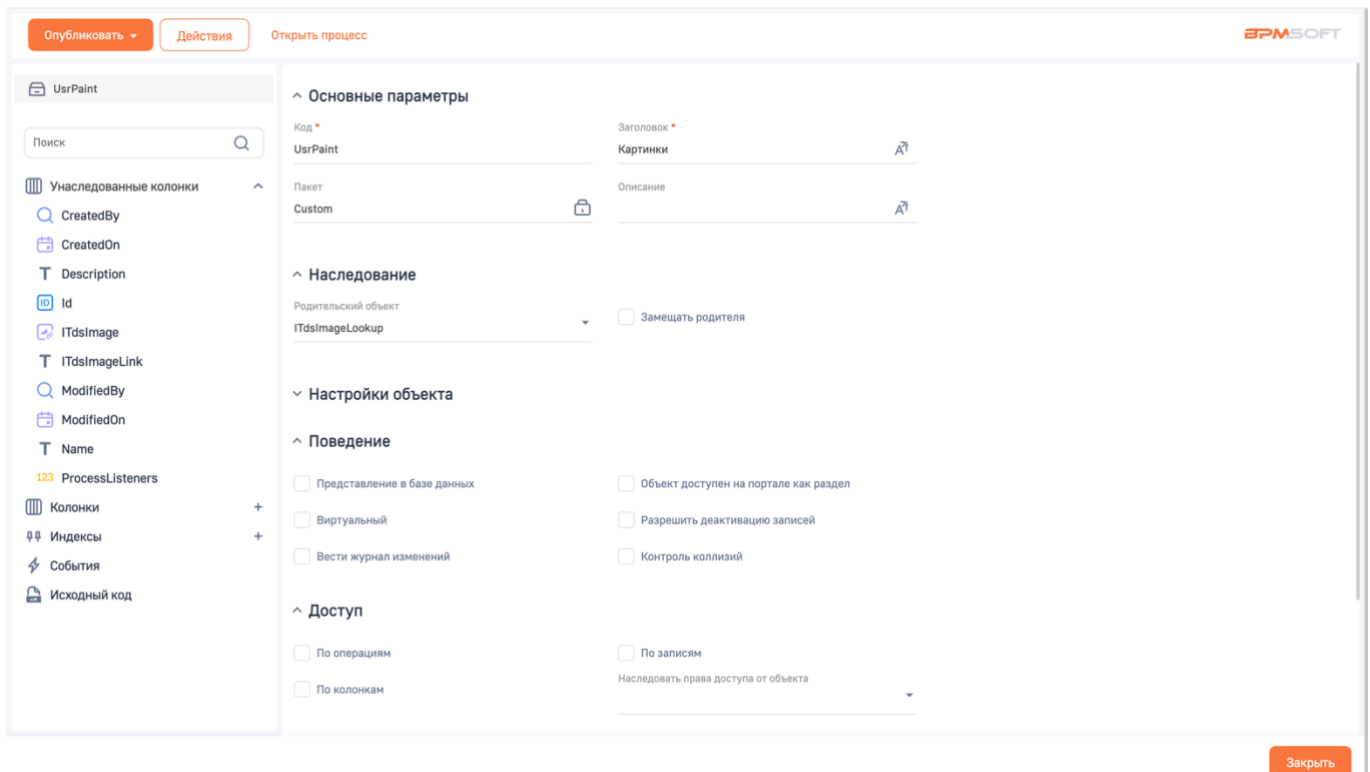 Опубликовать
Действия
Открыть процесс
BPMSOFT
UsrPaint
Поиск
Унаследованные колонки
CreatedBy
CreatedOn
Description
ID Id
ITdsImage
ITdsImageLink
ModifiedBy
ModifiedOn
Name
123 ProcessListeners
Колонки
Индексы
События
Исходный код
Основные параметры
Код * Заголовок *
UsrPaint Картинки
Пакет Описание
Custom
Наследование
Родительский объект
ITdsImageLookup Замещать родителя
Настройки объекта
Поведение
Представление в базе данных Объект доступен на портале как раздел
Виртуальный Разрешить деактивацию записей
Вести журнал изменений Контроль коллизий
Доступ
По операциям По записям
Наследовать права доступа от объекта
По колонкам
Закрыть